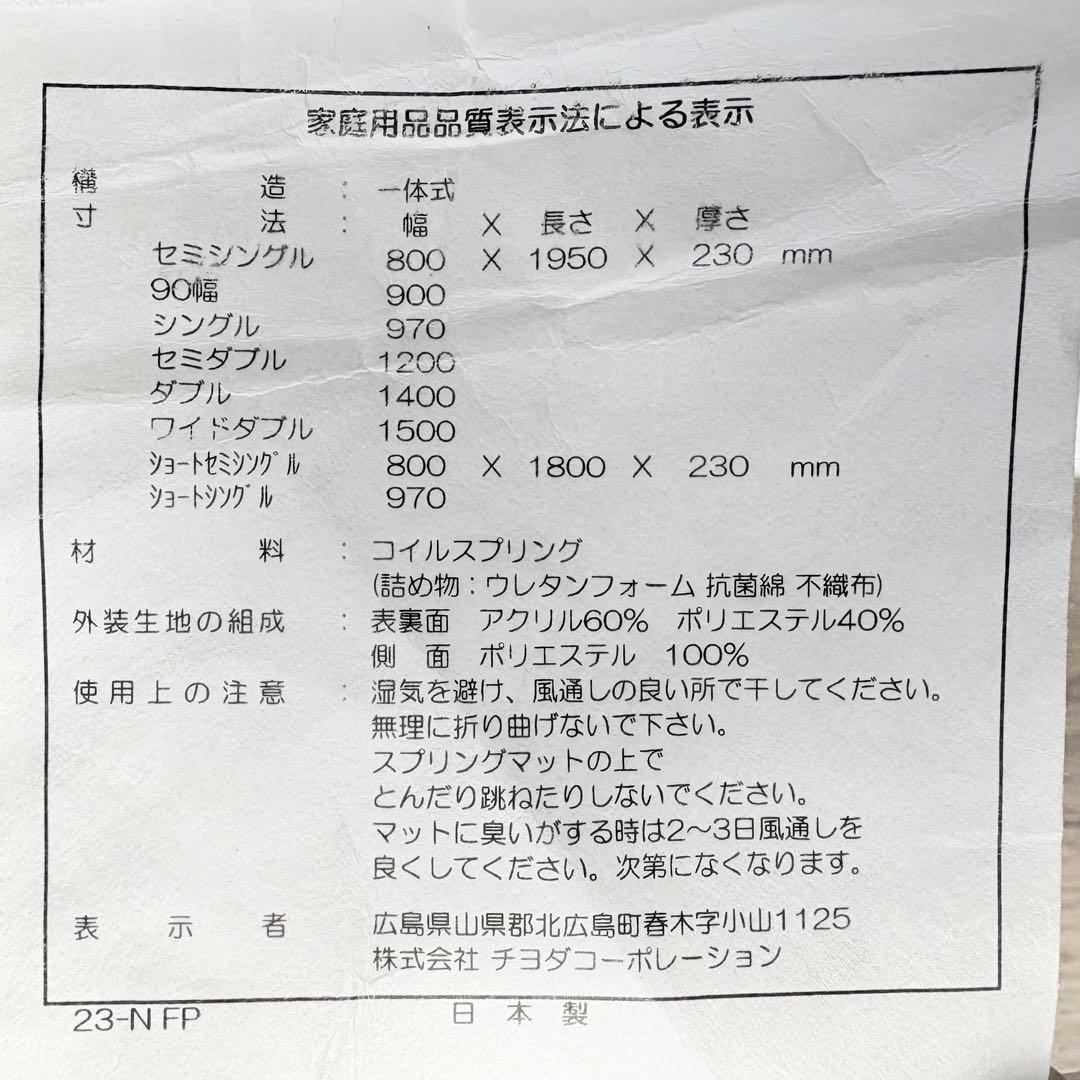 家庭用品品質表示法による表示
構造 : 一体式
寸法 : 幅 X 長さ X 厚さ
セミシングル 800 X 1950 X 230 mm
90幅 900
シングル 970
セミダブル 1200
ダブル 1400
ワイドダブル 1500
ｼｮｰﾄｾﾐｼﾝｸﾞﾙ 800 X 1800 X 230 mm
ｼｮｰﾄｼﾝｸﾞﾙ 970
材料 : コイルスプリング
(詰め物：ウレタンフォーム 抗菌綿 不織布)
外装生地の組成 : 表裏面 アクリル60% ポリエステル40%
側面 ポリエステル 100%
使用上の注意 : 湿気を避け、風通しの良い所で干してください。
無理に折り曲げないで下さい。
スプリングマットの上で
とんだり跳ねたりしないでください。
マットに臭いがする時は2～3日風通しを
良くしてください。次第になくなります。
表示者 広島県山県郡北広島町春木字小山1125
株式会社 チヨダコーポレーション
23-N FP 日本製